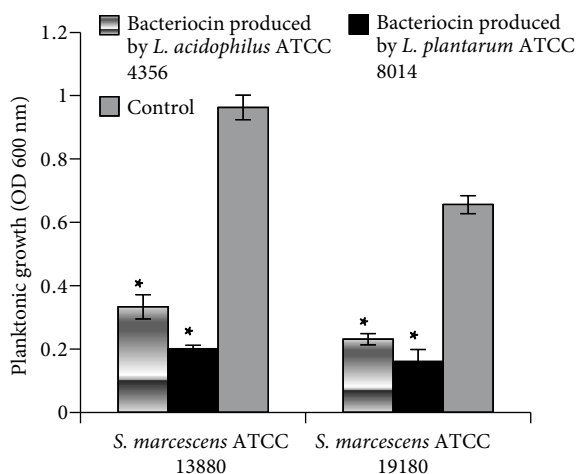 Bacteriocin produced
by L. acidophilus ATCC
4356
Bacteriocin produced
by L. plantarum ATCC
8014
Control
Planktonic growth (OD 600 nm)
1.2
1
0.8
0.6
0.4
0.2
0
*
*
*
*
S. marcescens ATCC
13880
S. marcescens ATCC
19180